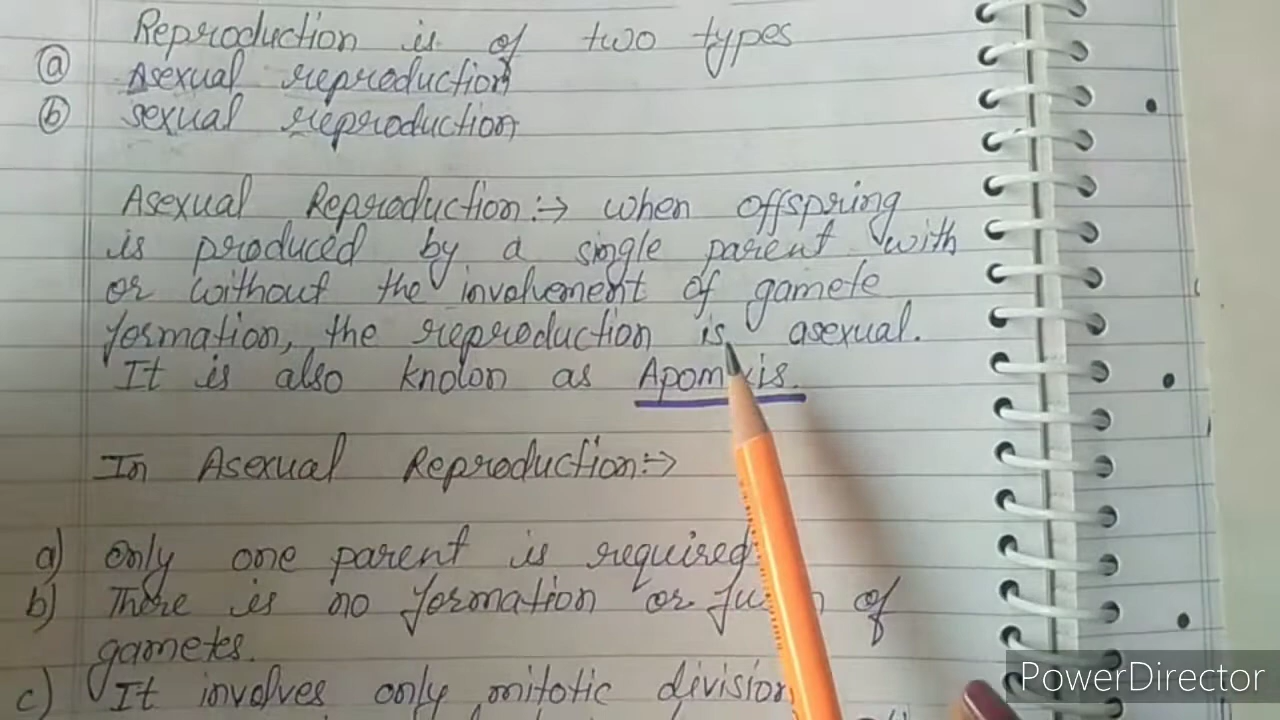 Reproduction is of two types
ⓐ Asexual reproduction
ⓑ sexual reproduction
Asexual Reproduction:→ when offspring
is produced by a single parent with
or without the involvement of gamete
formation, the reproduction is asexual.
It is also known as
In Asexual Reproduction:→
a) only one parent is required
b) There is no formation or of
gametes.
c) It involves only mitotic division
PowerDirector